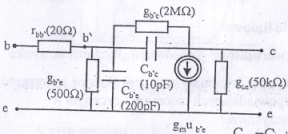 g_b'c(2MΩ)
r_bb'(20Ω)
b
b'
c
C_b'c
(10pF)
g_b'e
(500Ω)
C_b'e
(200pF)
g_ce(50kΩ)
e
e
g_m u_b'e